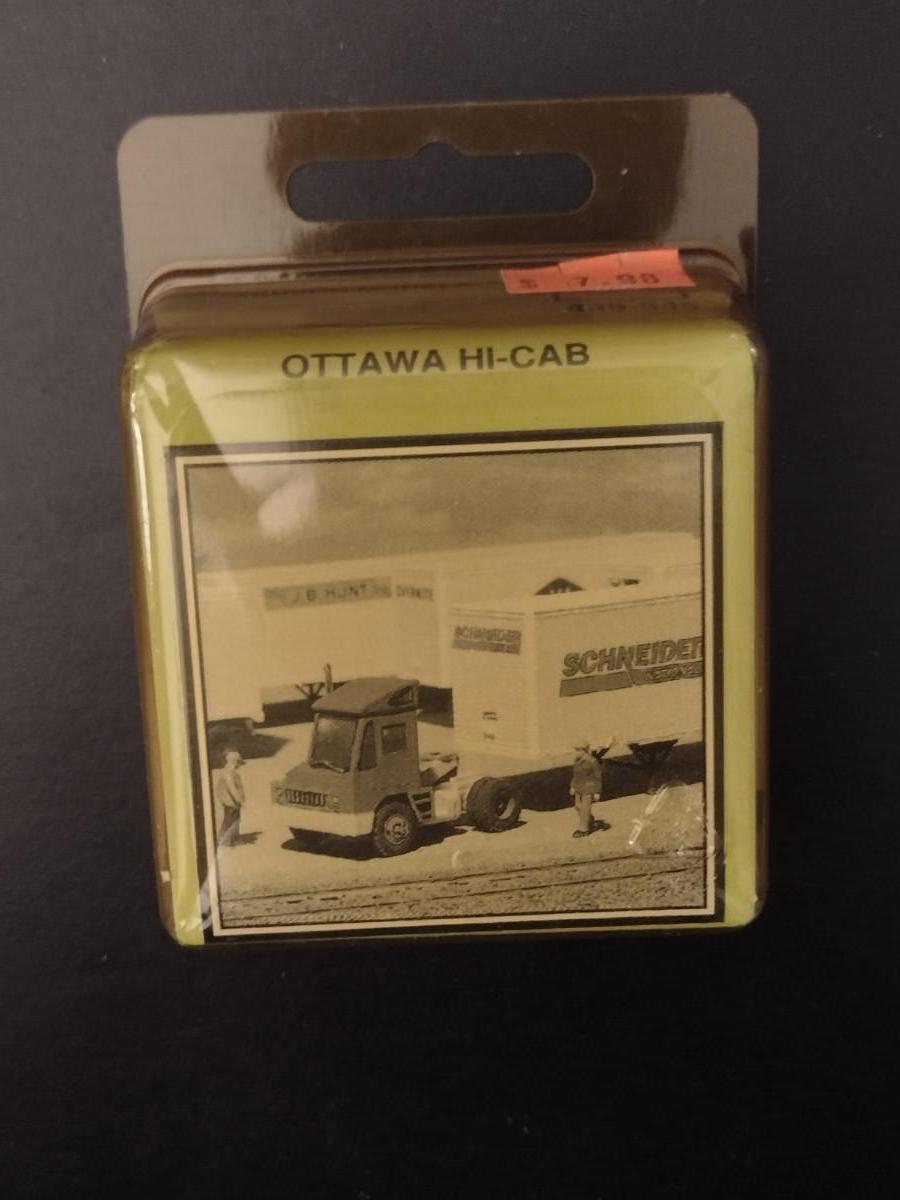 $ 7.98
OTTAWA HI-CAB
J.B. HUNT
SCHNEIDER
SCHNEIDER